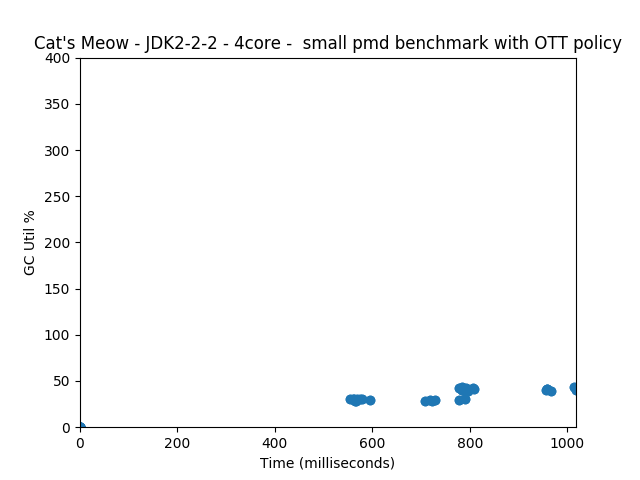 Cat's Meow - JDK2-2-2 - 4core -  small pmd benchmark with OTT policy
400
350
300
250
200
150
100
50
0
GC Util %
0 200 400 600 800 1000
Time (milliseconds)